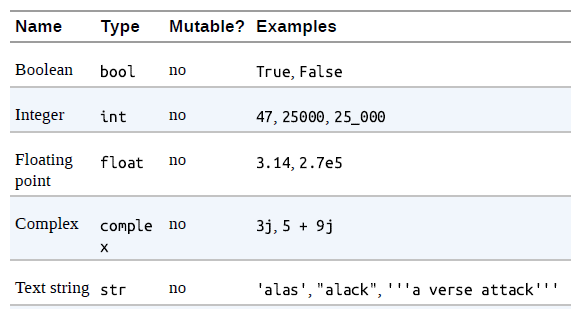 Name Type Mutable? Examples
Boolean bool no True, False
Integer int no 47, 25000, 25_000
Floating point float no 3.14, 2.7e5
Complex comple
x no 3j, 5 + 9j
Text string str no 'alas', "alack", '''a verse attack'''